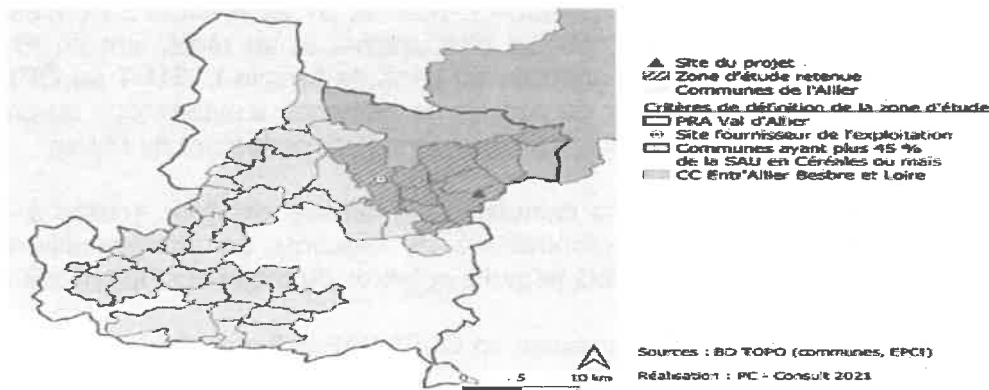 Site du projet
Zone d'étude retenue
Communes de l'Allier
Critères de définition de la zone d'étude
PRA Val d'Allier
Site fournisseur de l'exploitation
Communes ayant plus 45 %
de la SAU en Céréales ou maïs
CC Entr'Allier Besbre et Loire
5 10 km
Sources : BD TOPO (communes, EPCI)
Réalisation : PC - Consult 2021